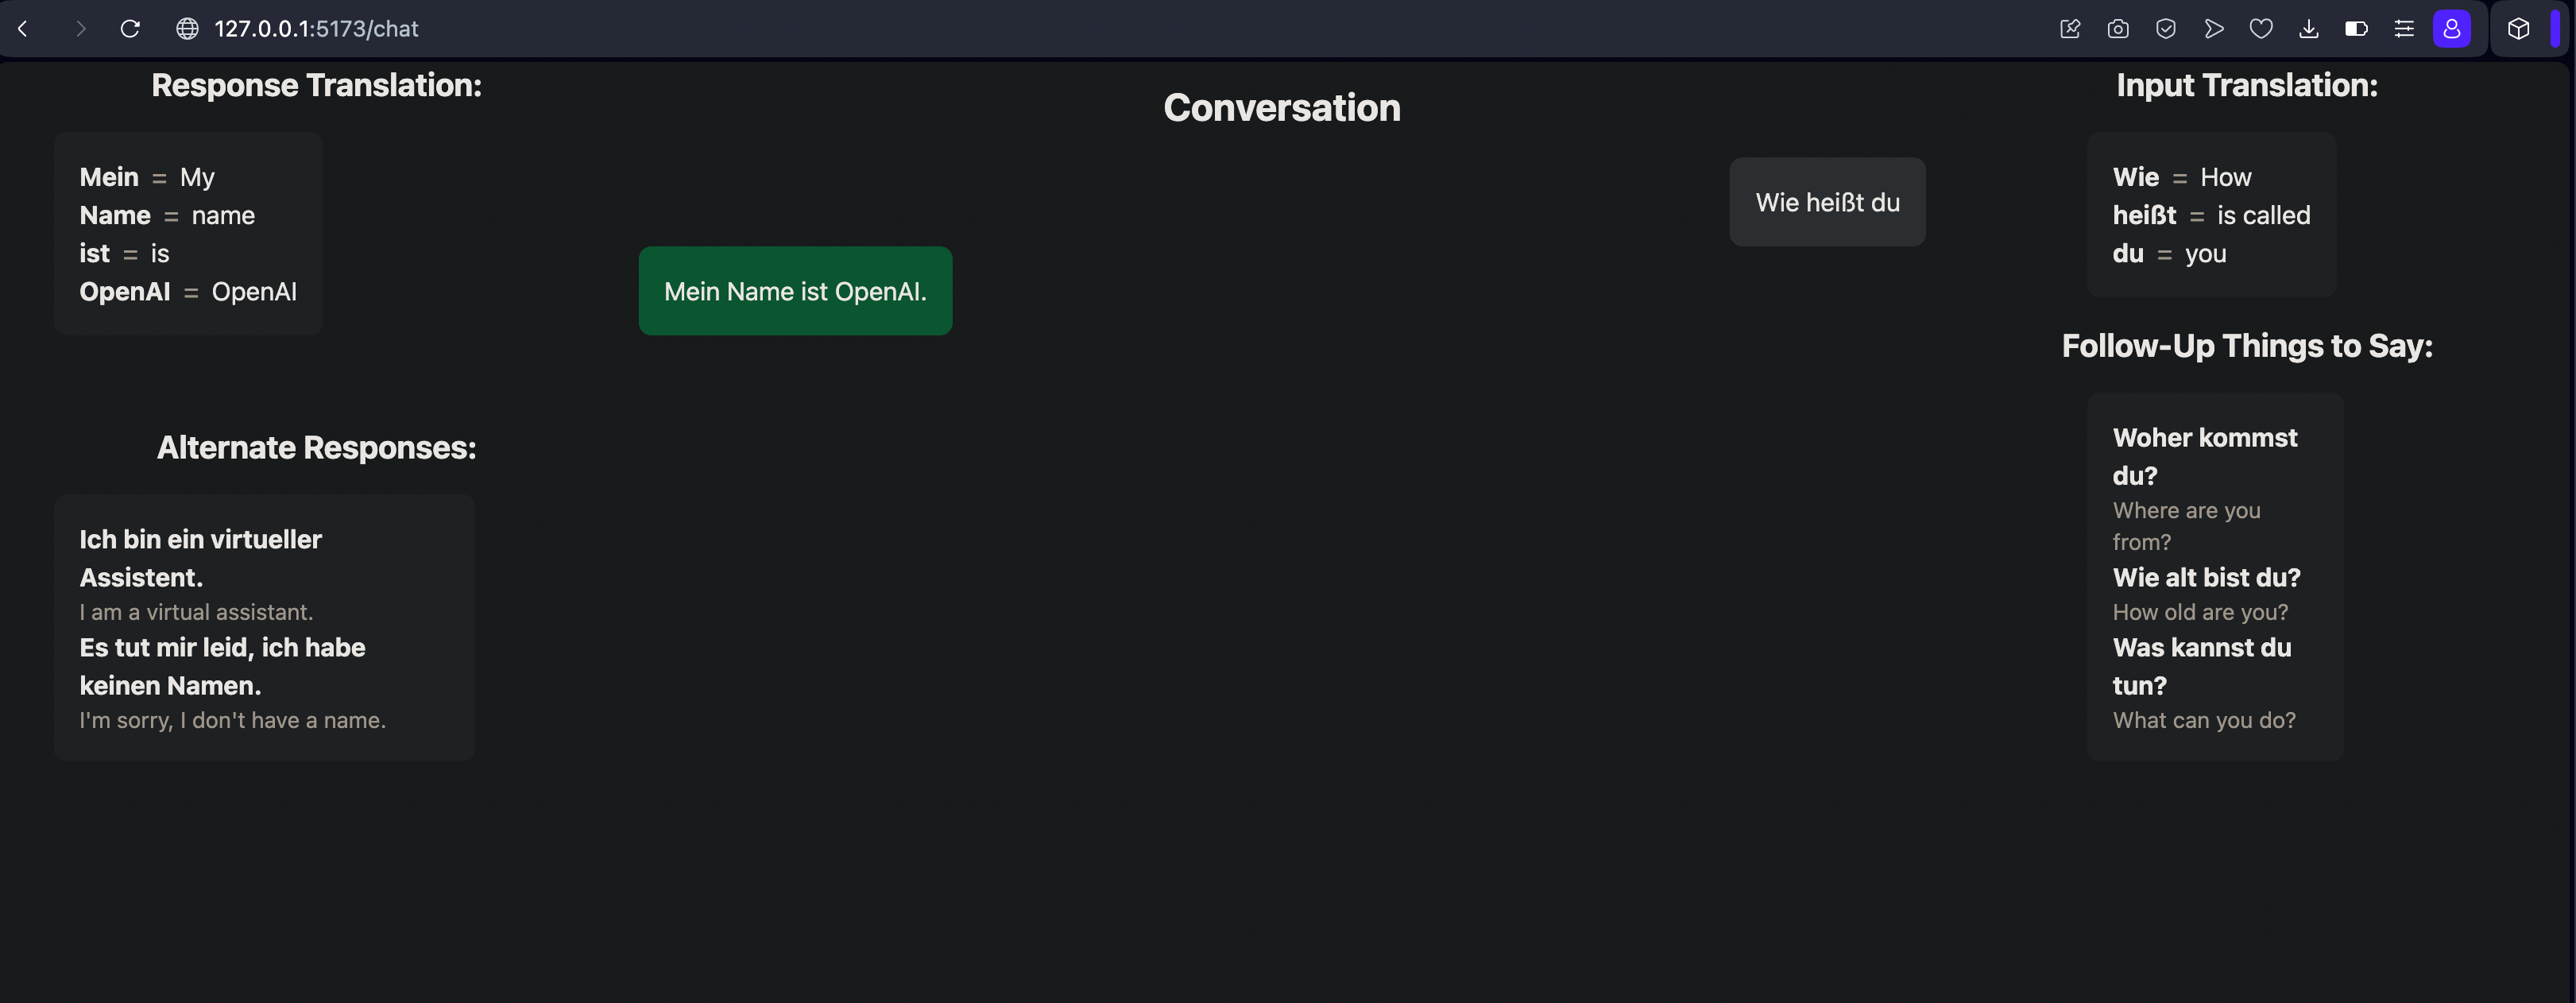 127.0.0.1:5173/chat
Response Translation:
Mein = My
Name = name
ist = is
OpenAI = OpenAI
Alternate Responses:
Ich bin ein virtueller
Assistent.
I am a virtual assistant.
Es tut mir leid, ich habe
keinen Namen.
I'm sorry, I don't have a name.
Conversation
Wie heißt du
Mein Name ist OpenAI.
Input Translation:
Wie = How
heißt = is called
du = you
Follow-Up Things to Say:
Woher kommst
du?
Where are you
from?
Wie alt bist du?
How old are you?
Was kannst du
tun?
What can you do?